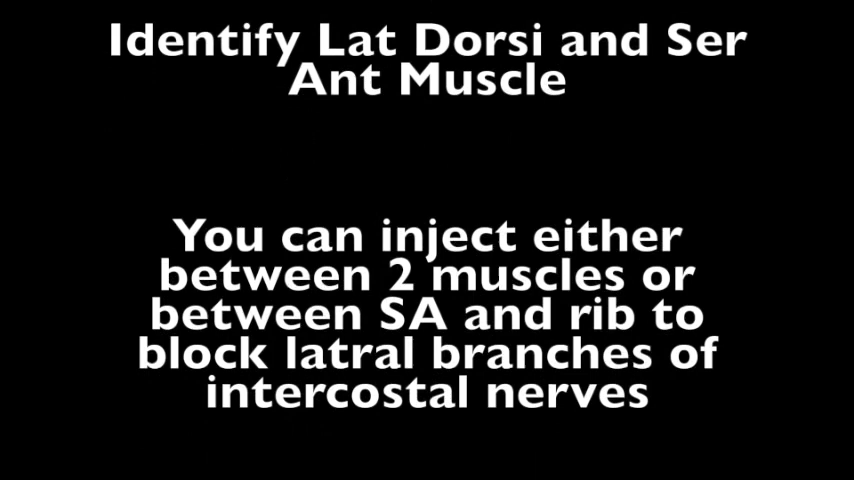 Identify Lat Dorsi and Ser
Ant Muscle
You can inject either
between 2 muscles or
between SA and rib to
block latral branches of
intercostal nerves